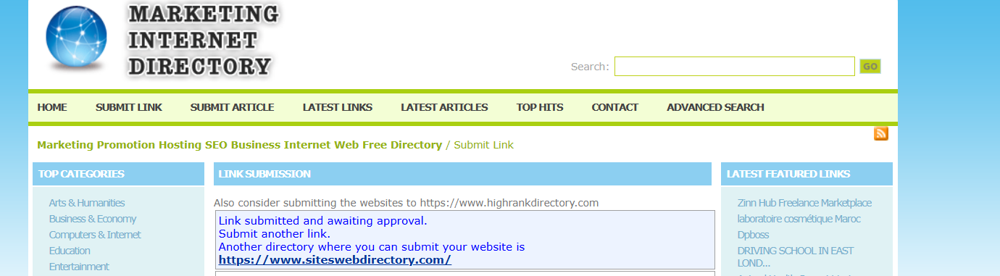 MARKETING
INTERNET
DIRECTORY
Search:
GO
HOME SUBMIT LINK SUBMIT ARTICLE LATEST LINKS LATEST ARTICLES TOP HITS CONTACT ADVANCED SEARCH
Marketing Promotion Hosting SEO Business Internet Web Free Directory / Submit Link
TOP CATEGORIES
Arts & Humanities
Business & Economy
Computers & Internet
Education
Entertainment
LINK SUBMISSION
Also consider submitting the websites to https://www.highrankdirectory.com
Link submitted and awaiting approval.
Submit another link.
Another directory where you can submit your website is
https://www.siteswebdirectory.com/
LATEST FEATURED LINKS
Zinn Hub Freelance Marketplace
laboratoire cosmétique Maroc
Dpboss
DRIVING SCHOOL IN EAST
LOND...